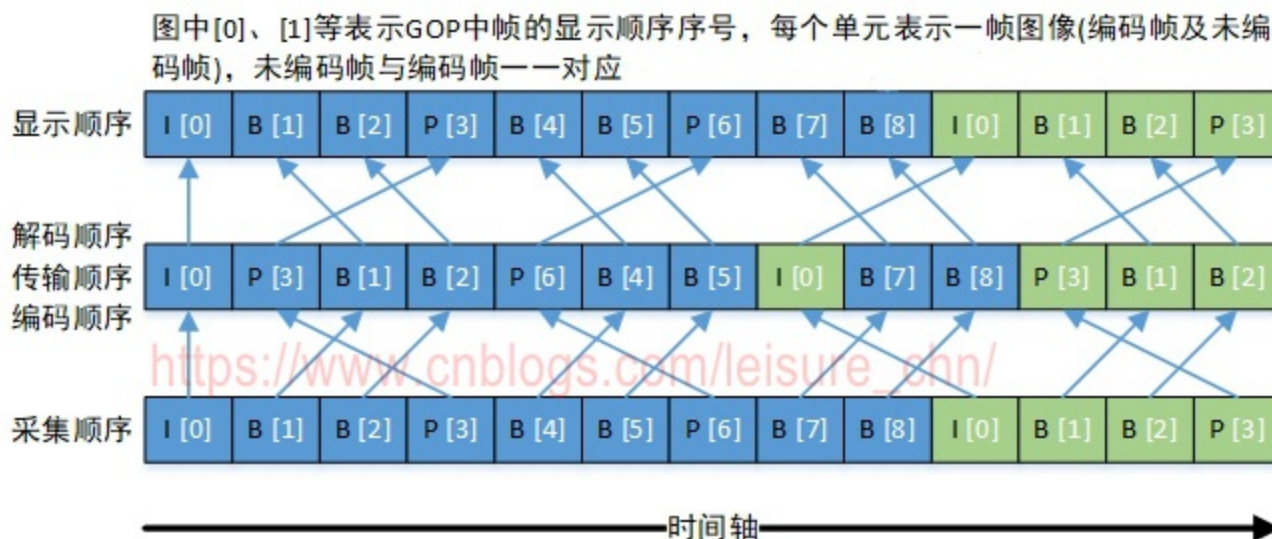 图中[0]、[1]等表示GOP中帧的显示顺序序号，每个单元表示一帧图像(编码帧及未编
码帧)，未编码帧与编码帧一一对应
显示顺序 I [0] B [1] B [2] P [3] B [4] B [5] P [6] B [7] B [8] I [0] B [1] B [2] P [3]
解码顺序
传输顺序 I [0] P [3] B [1] B [2] P [6] B [4] B [5] I [0] B [7] B [8] P [3] B [1] B [2]
编码顺序
https://www.cnblogs.com/leisure_chn/
采集顺序 I [0] B [1] B [2] P [3] B [4] B [5] P [6] B [7] B [8] I [0] B [1] B [2] P [3]
时间轴